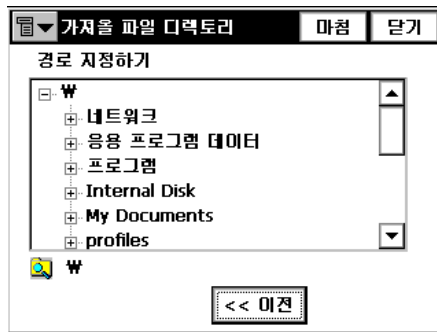 가져올 파일 디렉토리 마침 닫기
경로 지정하기
₩
네트워크
응용 프로그램 데이터
프로그램
Internal Disk
My Documents
profiles
₩
<< 이전